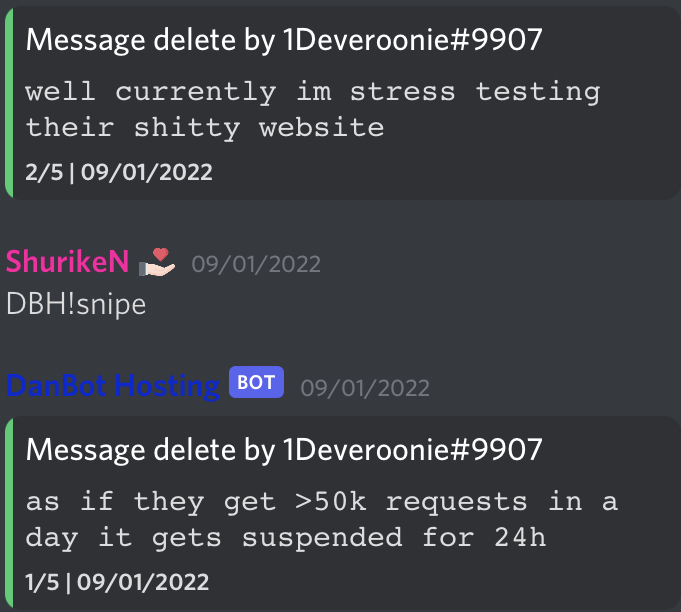 Message delete by 1Deveroonie#9907
well currently im stress testing
their shitty website
2/5 | 09/01/2022
ShurikeN 09/01/2022
DBH!snipe
DanBot Hosting BOT 09/01/2022
Message delete by 1Deveroonie#9907
as if they get >50k requests in a
day it gets suspended for 24h
1/5 | 09/01/2022